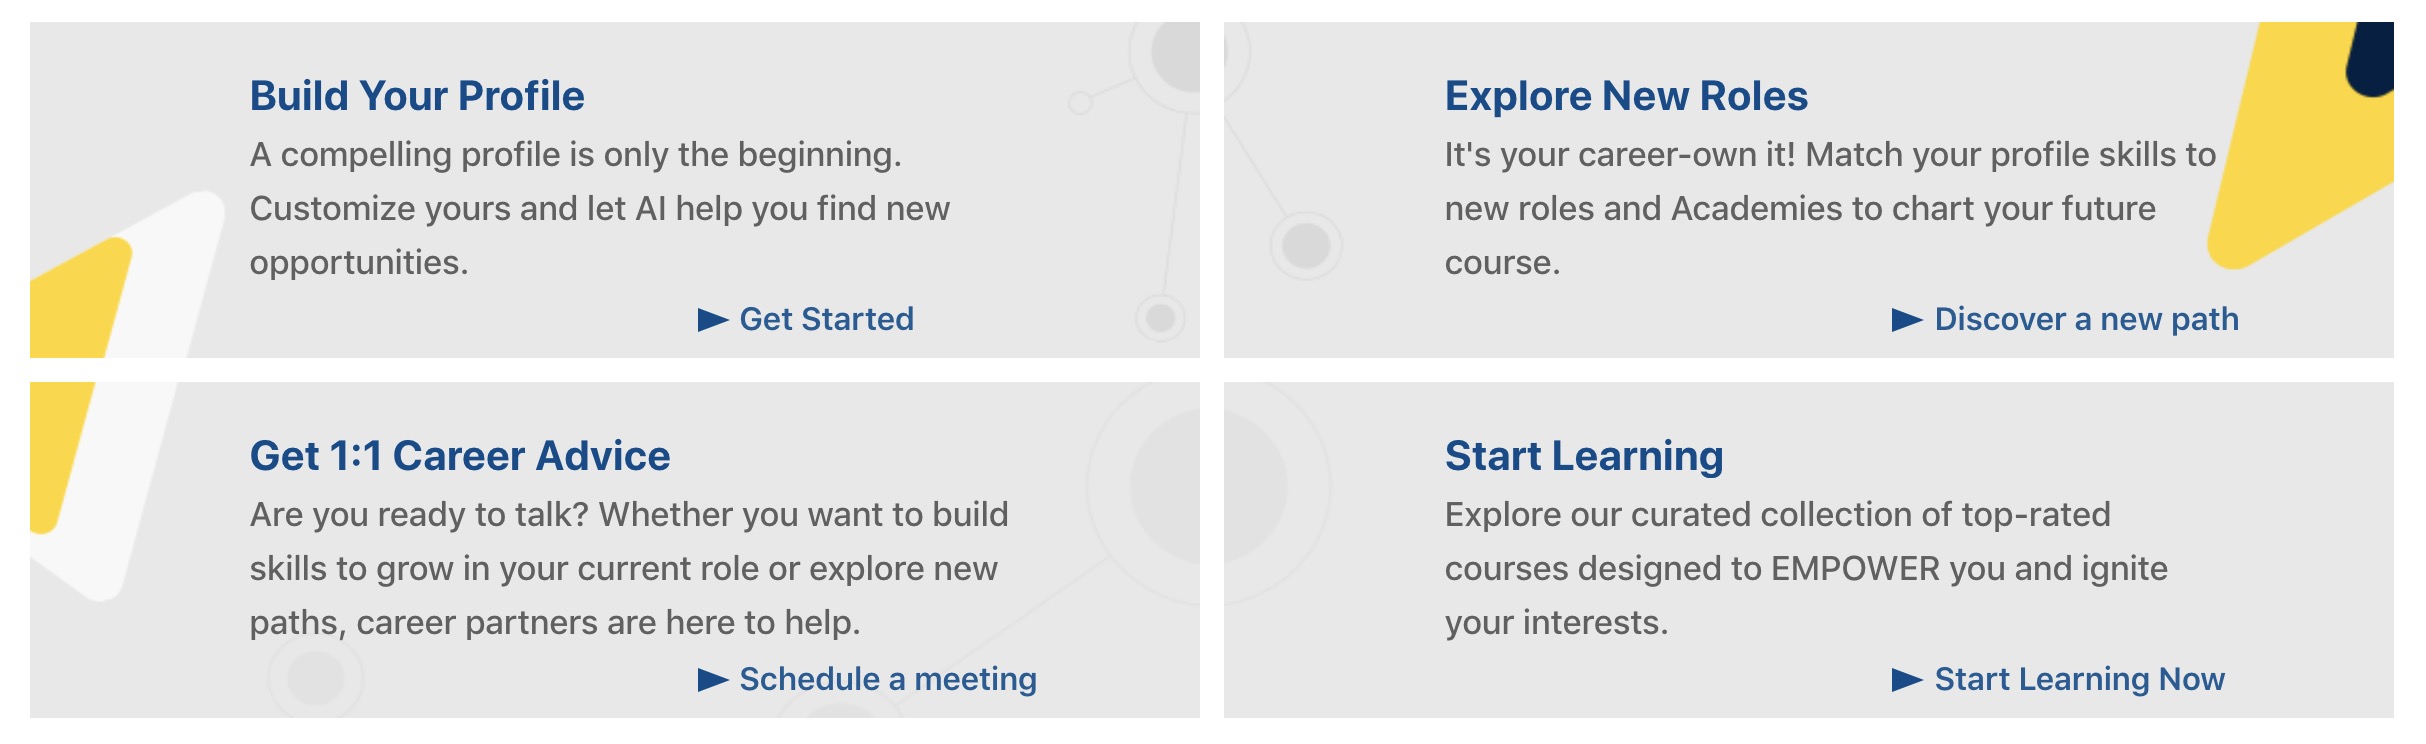 Build Your Profile
A compelling profile is only the beginning.
Customize yours and let AI help you find new
opportunities.
Get Started
Explore New Roles
It's your career-own it! Match your profile skills to
new roles and Academies to chart your future
course.
Discover a new path
Get 1:1 Career Advice
Are you ready to talk? Whether you want to build
skills to grow in your current role or explore new
paths, career partners are here to help.
Schedule a meeting
Start Learning
Explore our curated collection of top-rated
courses designed to EMPOWER you and ignite
your interests.
Start Learning Now